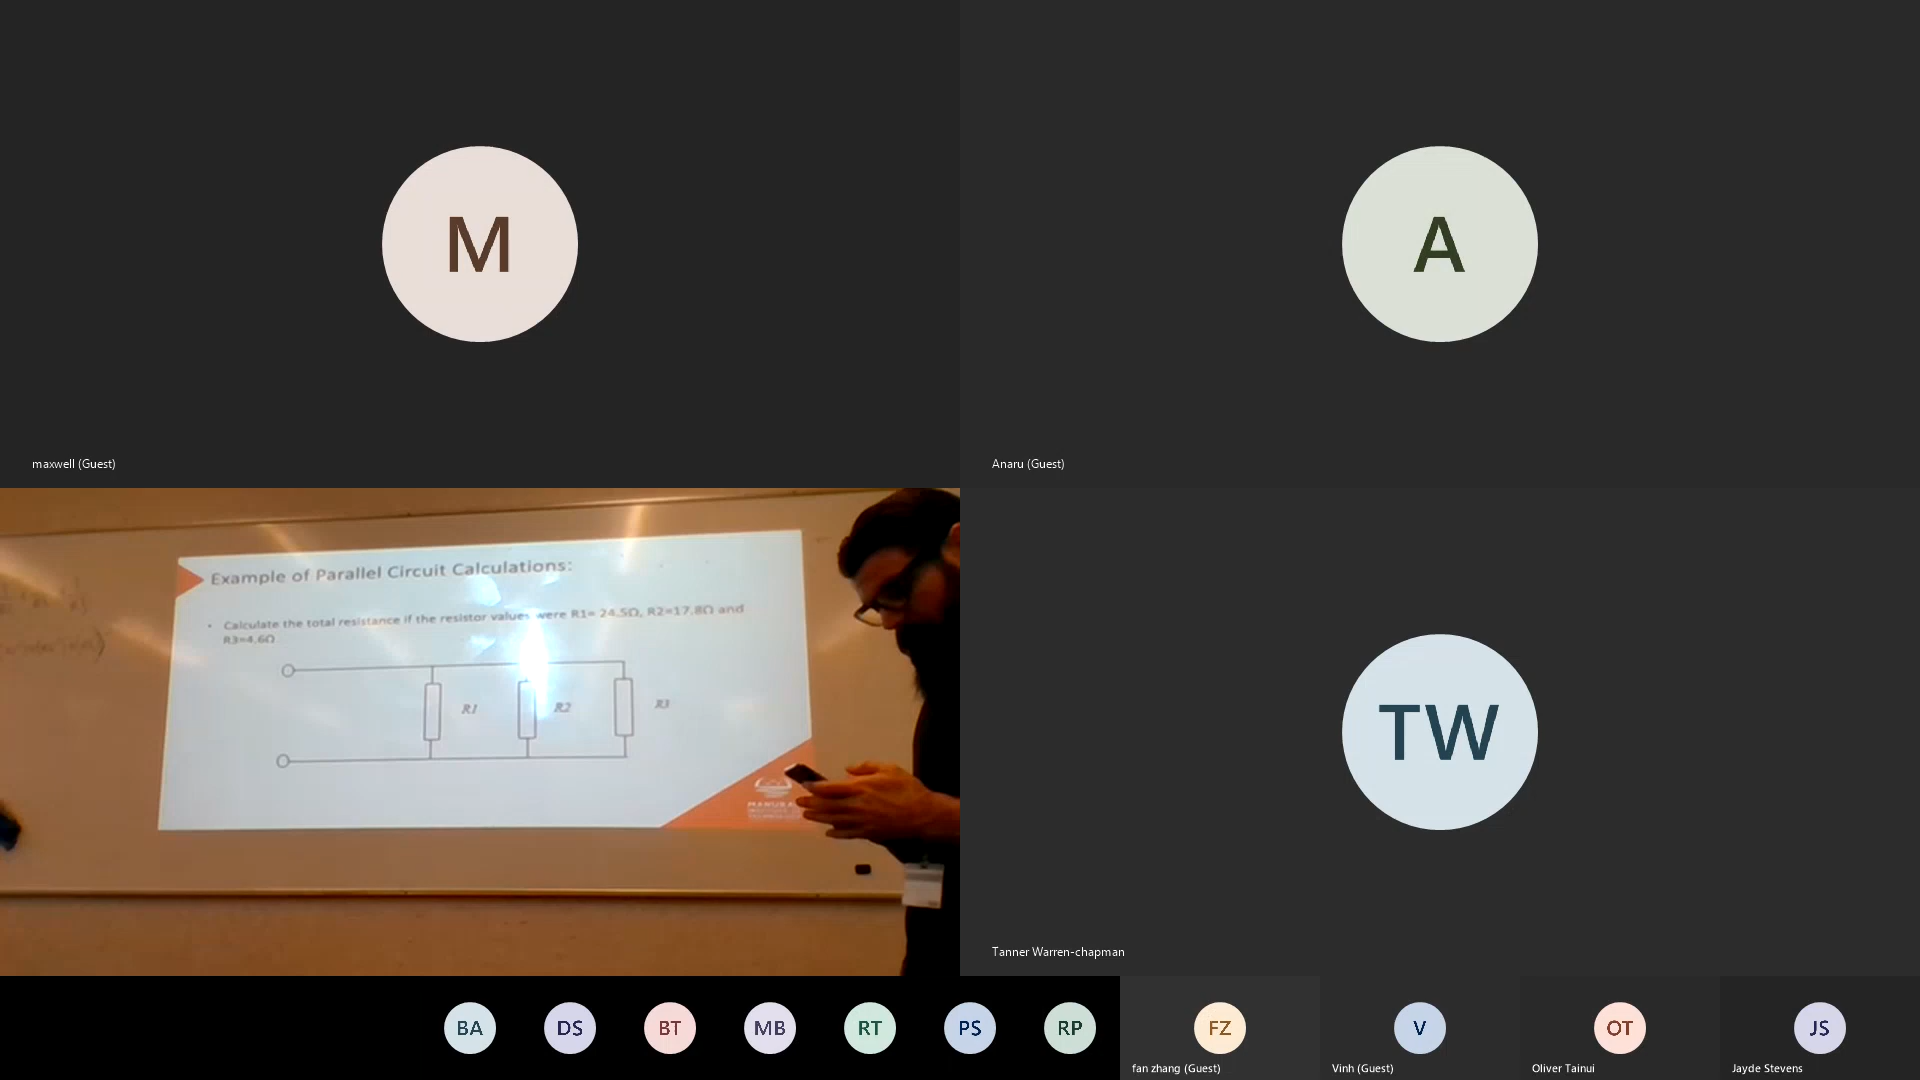 M
maxwell (Guest)
A
Anaru (Guest)
Example of Parallel Circuit Calculations:
• Calculate the total resistance if the resistor values were R1= 24.5Ω, R2=17.8Ω and
R3=4.6Ω
R1
R2
R3
TW
Tanner Warren-chapman
BA
DS
BT
MB
RT
PS
RP
FZ
fan zhang (Guest)
V
Vinh (Guest)
OT
Oliver Tainui
JS
Jayde Stevens